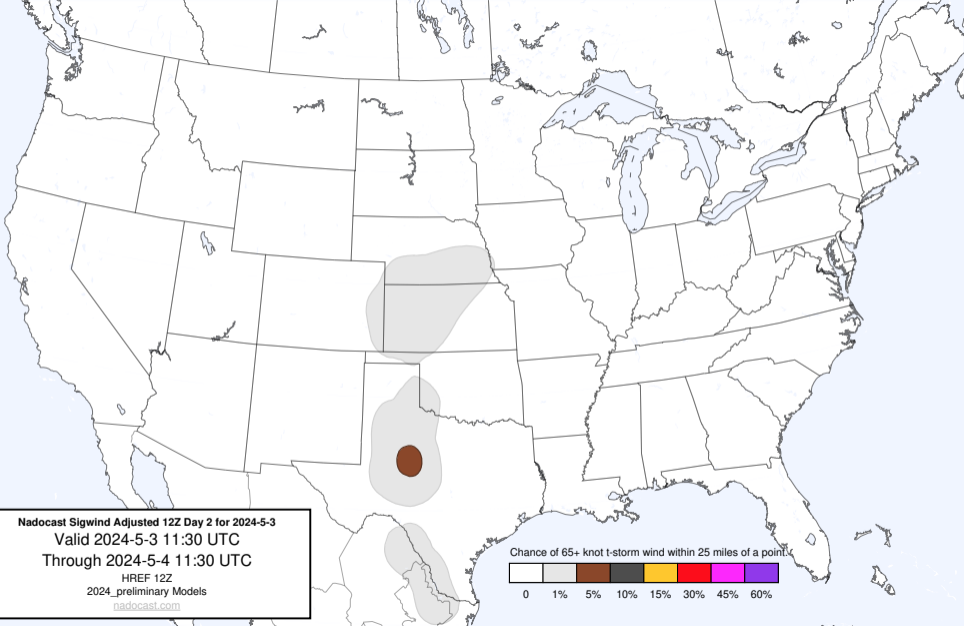 Nadocast Sigwind Adjusted 12Z Day 2 for 2024-5-3
Valid 2024-5-3 11:30 UTC
Through 2024-5-4 11:30 UTC
HREF 12Z
2024_preliminary Models
nadocast.com
Chance of 65+ knot t-storm wind within 25 miles of a point.
0 1% 5% 10% 15% 30% 45% 60%